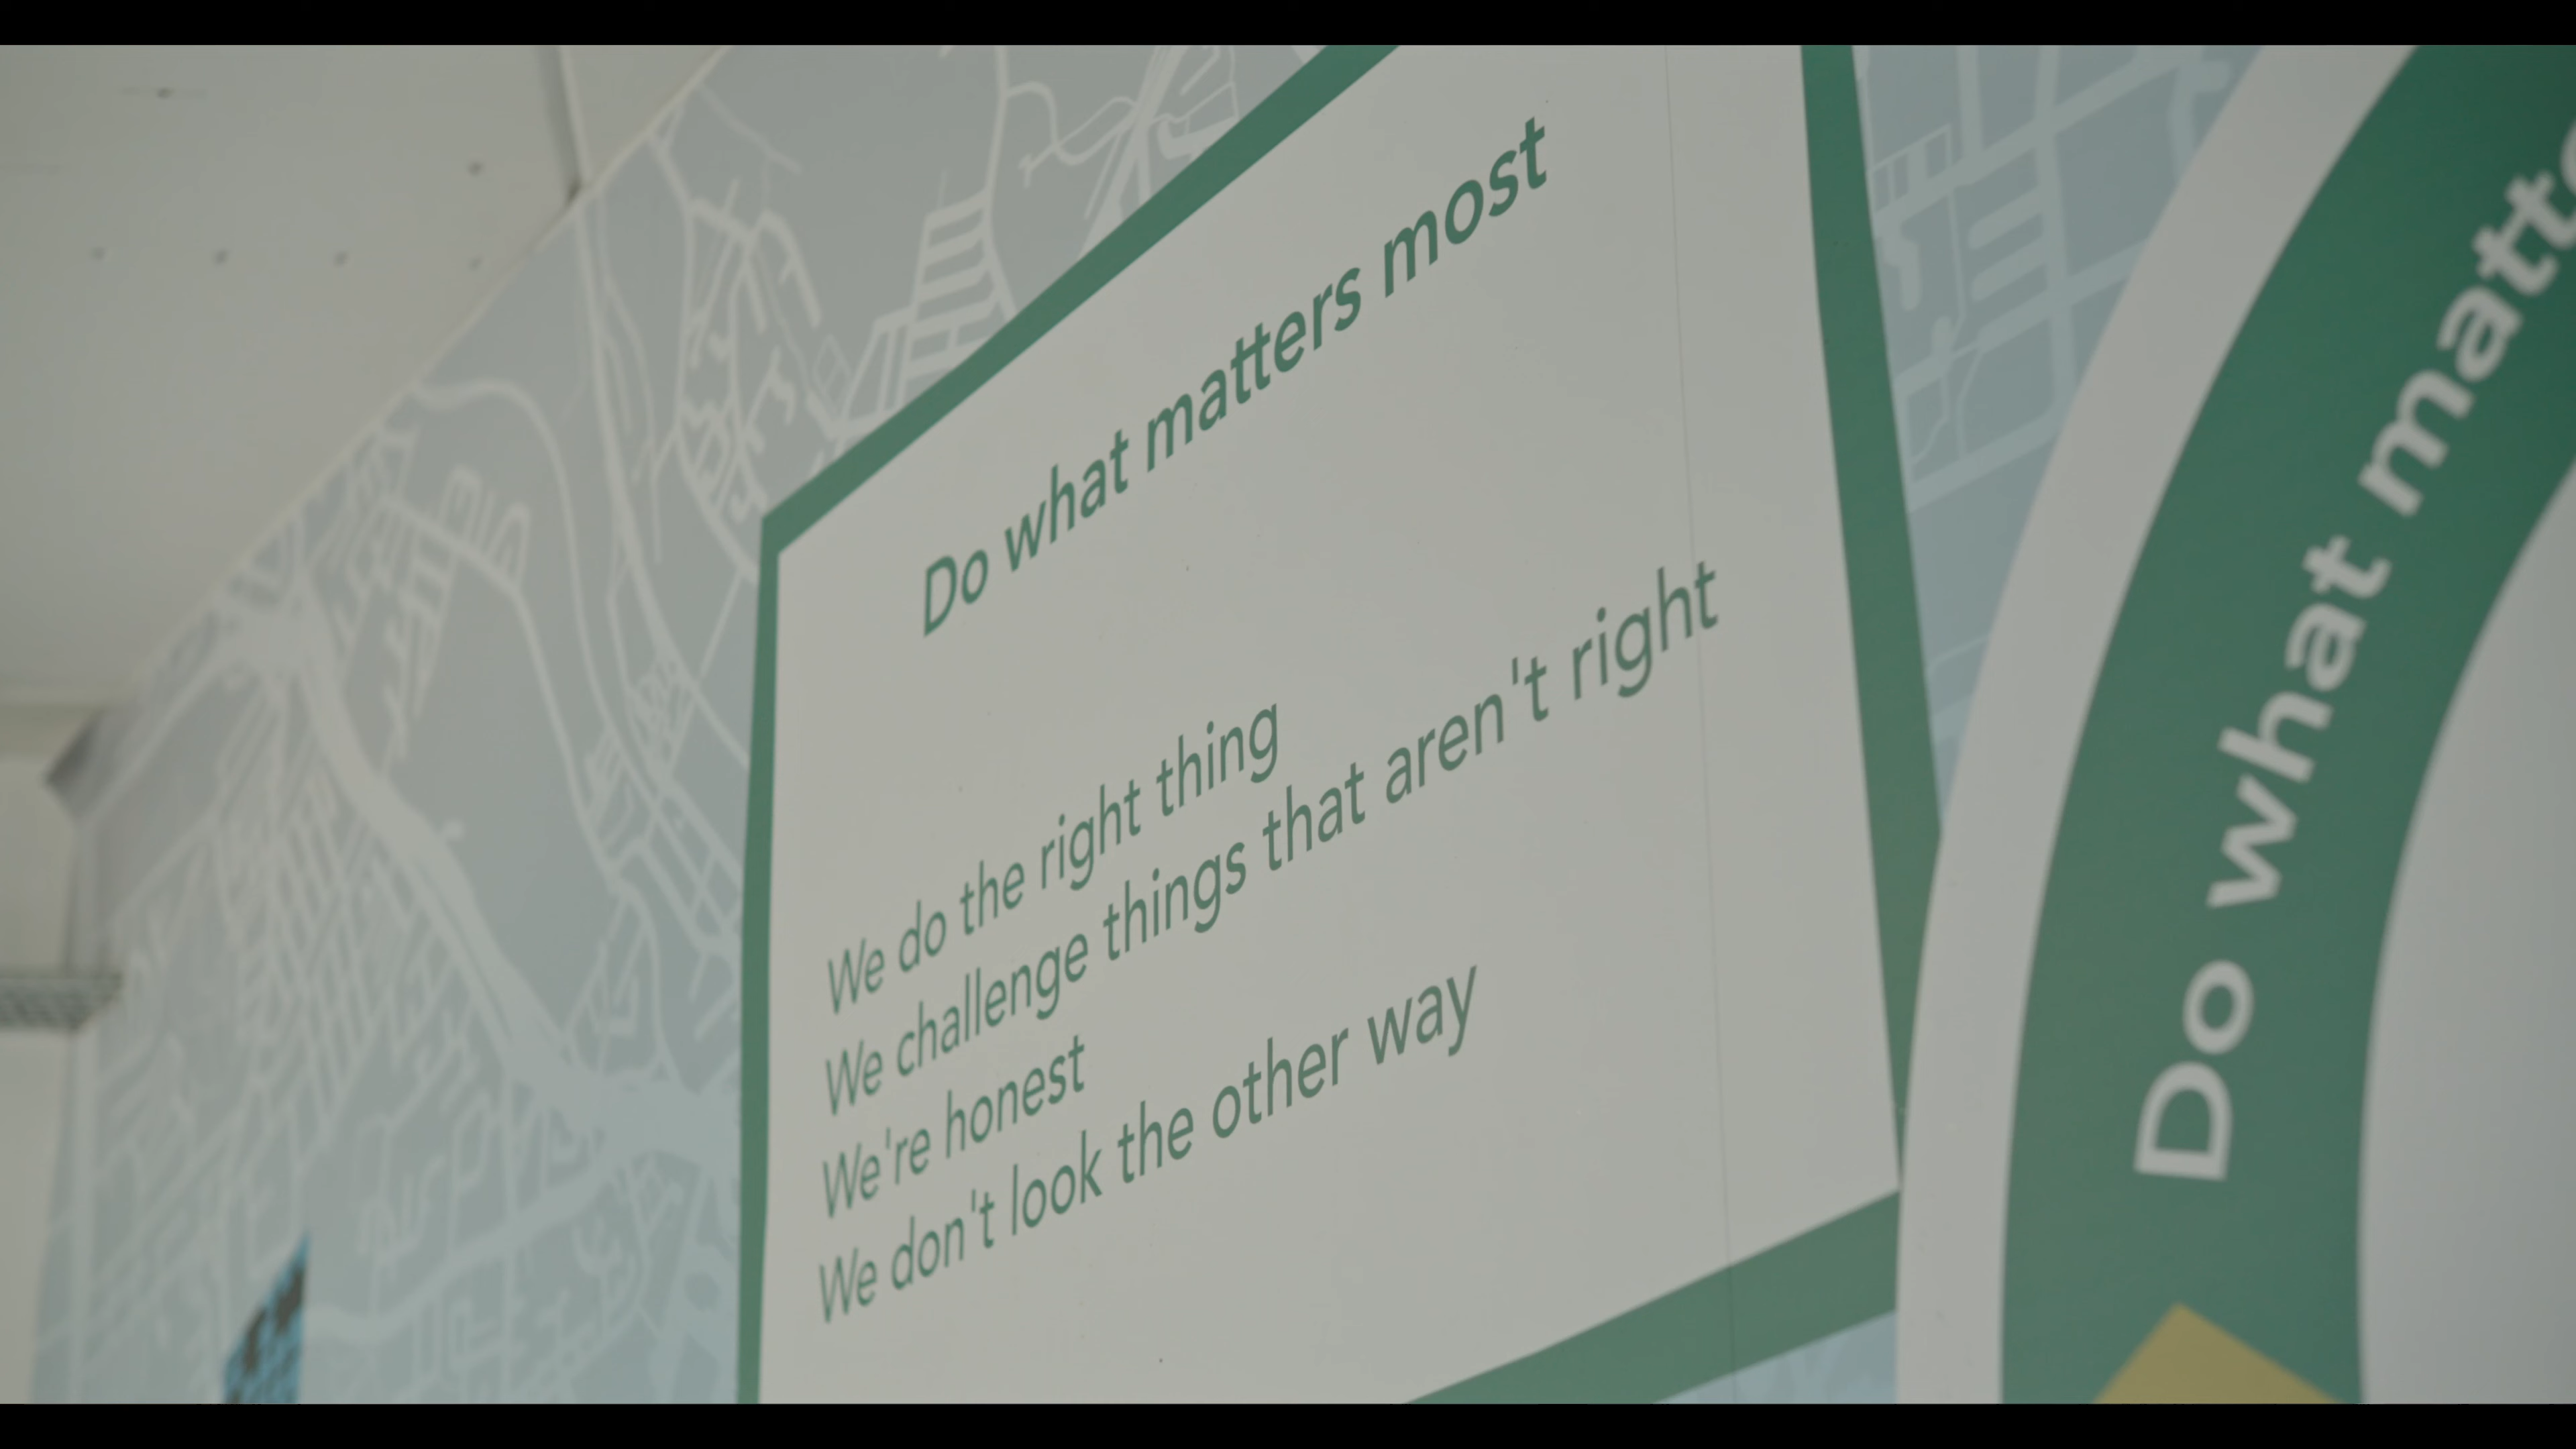 Do what matters most
We do the right thing
We challenge things that aren't right
We're honest
We don't look the other way
Do what